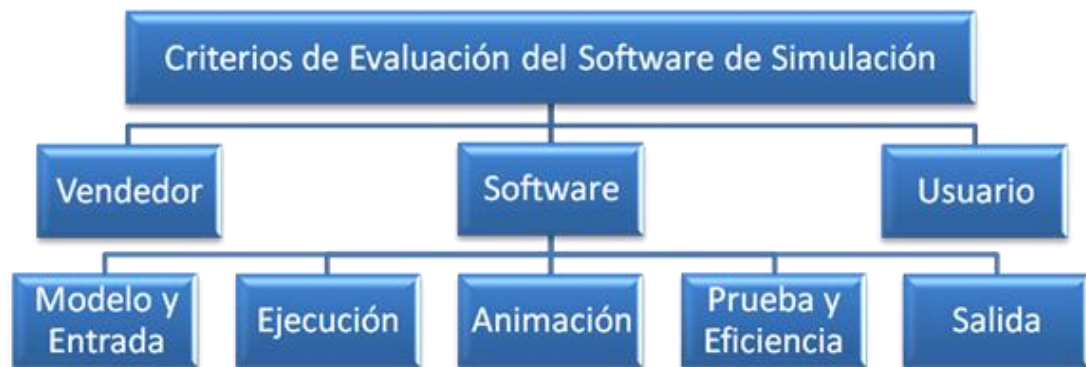 Criterios de Evaluación del Software de Simulación
Vendedor
Software
Usuario
Modelo y
Entrada
Ejecución
Animación
Prueba y
Eficiencia
Salida